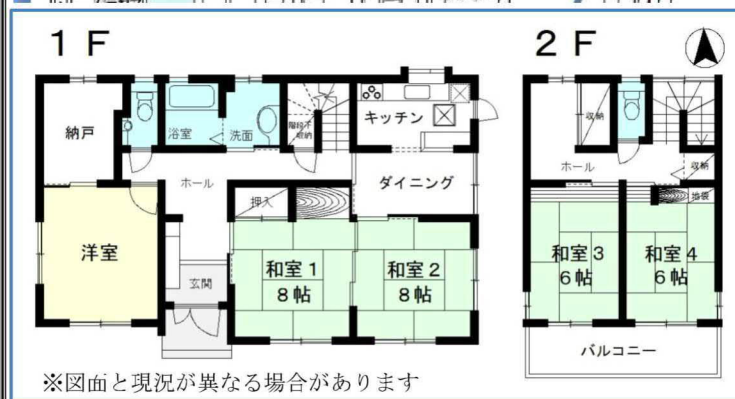 1F
2F
納戸
浴室
洗面
階段下
収納
キッチン
収納
ホール
ホール
収納
ダイニング
押入
地袋
洋室
玄関
和室1
8帖
和室2
8帖
和室3
6帖
和室4
6帖
バルコニー
※図面と現況が異なる場合があります